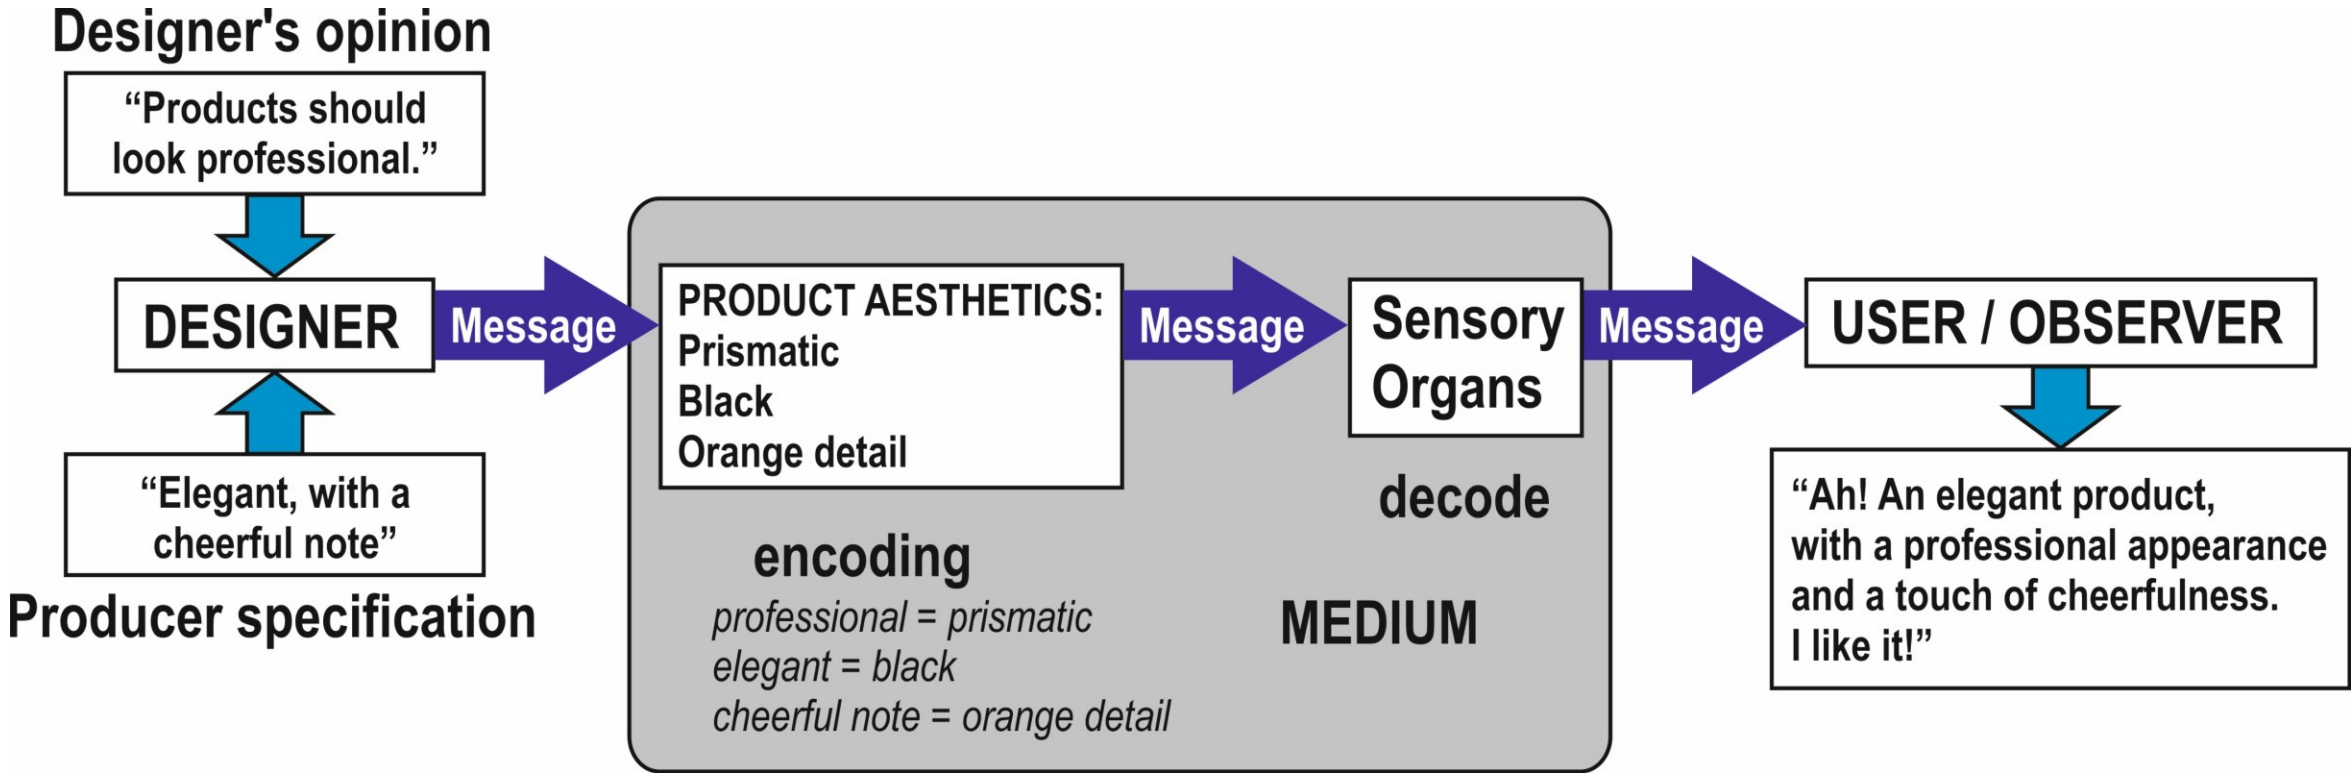 Designer's opinion
“Products should
look professional.”
DESIGNER
“Elegant, with a
cheerful note”
Producer specification
Message
PRODUCT AESTHETICS:
Prismatic
Black
Orange detail
encoding
professional = prismatic
elegant = black
cheerful note = orange detail
Message
Sensory
Organs
decode
MEDIUM
Message
USER / OBSERVER
“Ah! An elegant product,
with a professional appearance
and a touch of cheerfulness.
I like it!”